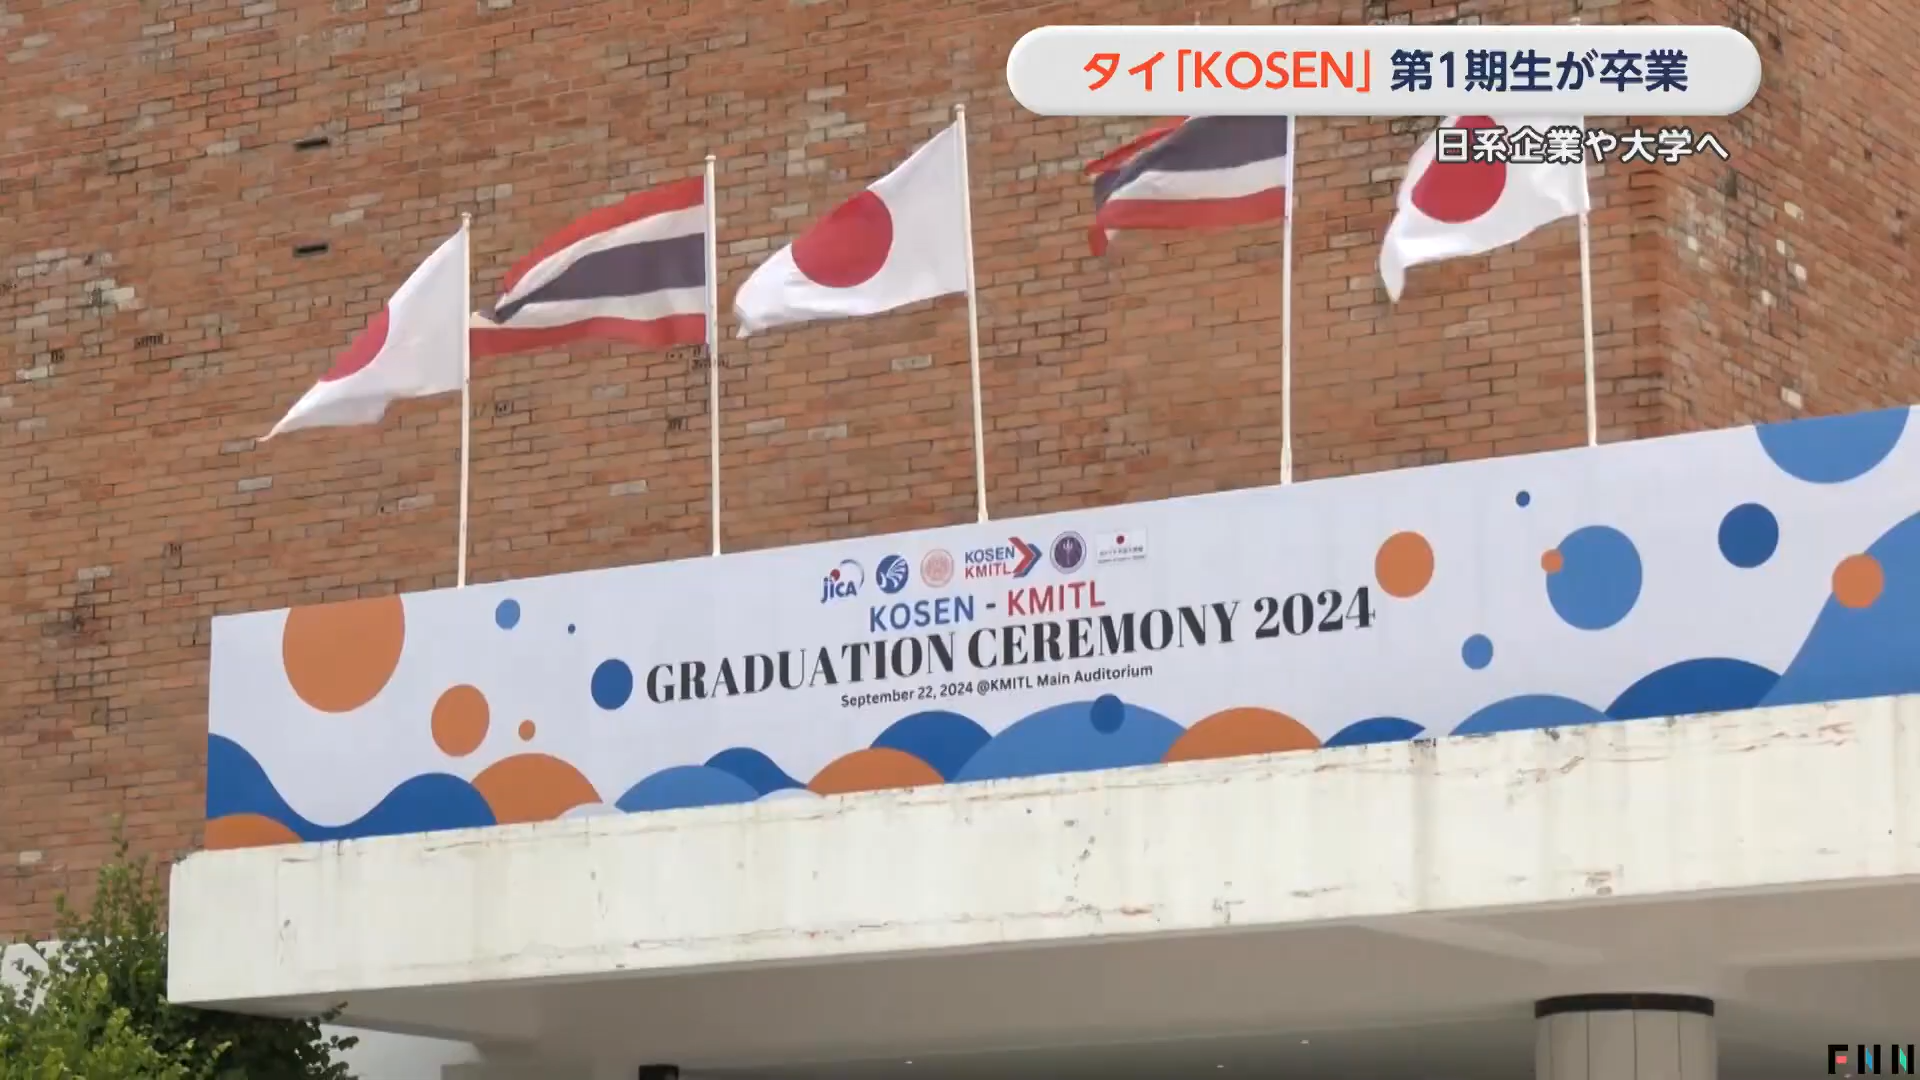 タイ「KOSEN」第1期生が卒業
日系企業や大学へ
JICA
KOSEN
KMITL
KOSEN - KMITL
GRADUATION CEREMONY 2024
September 22, 2024 @KMITL Main Auditorium
FNN